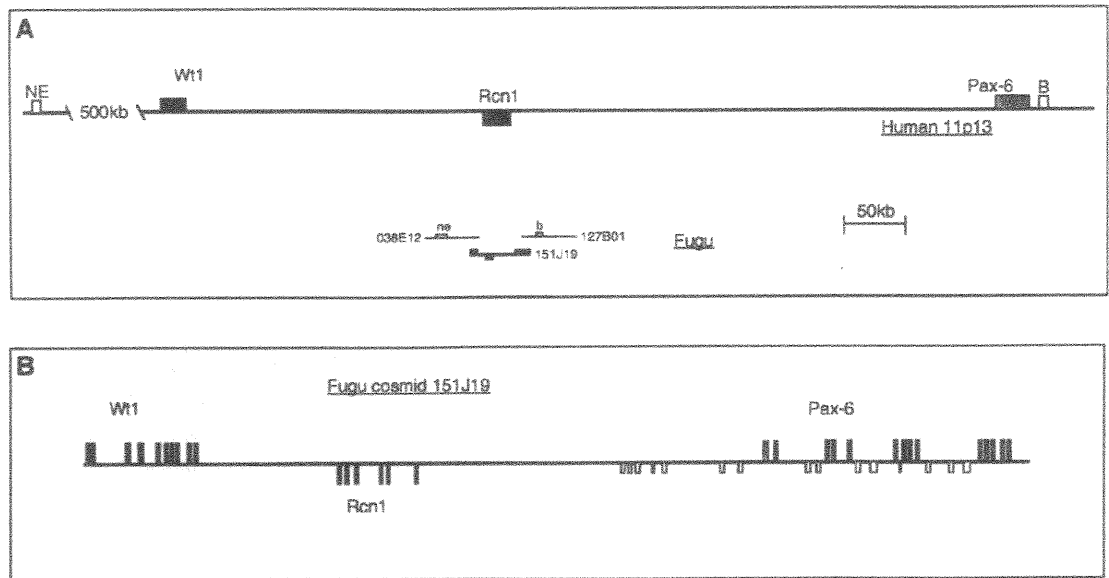 A
NE
500kb
Wt1
Rcn1
Pax-6
B
Human 11p13
50kb
038E12
ne
b
127B01
151J19
Fugu
B
Fugu cosmid 151J19
Wt1
Pax-6
Rcn1